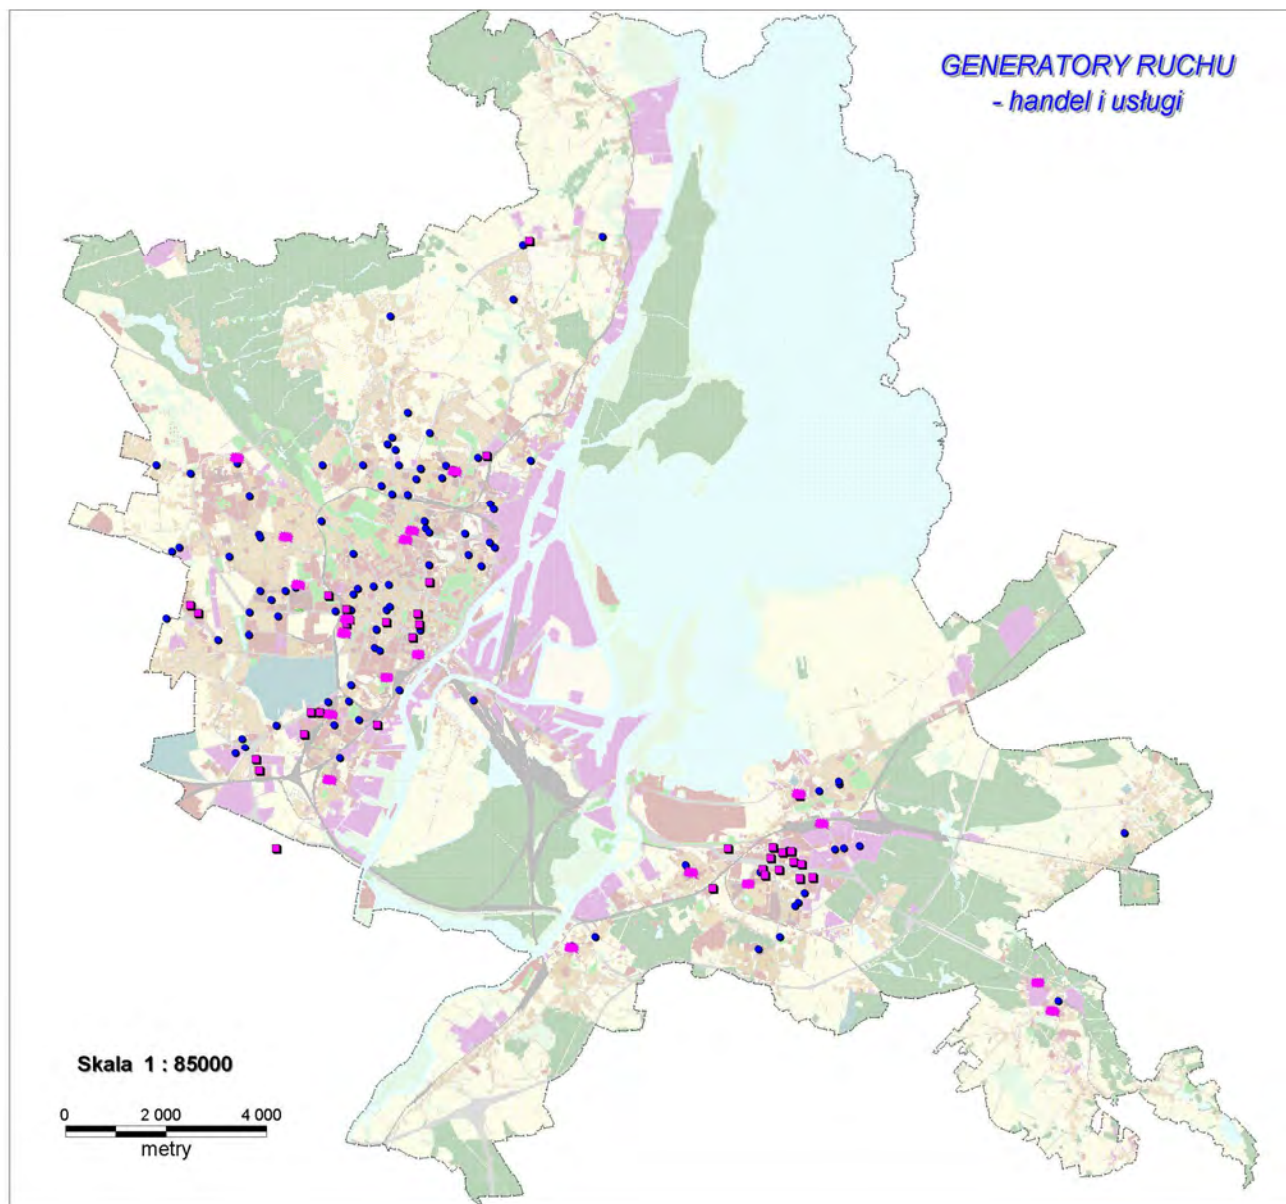 GENERATORY RUCHU
- handel i usługi
Skala 1 : 85000
0 2 000 4 000
metry